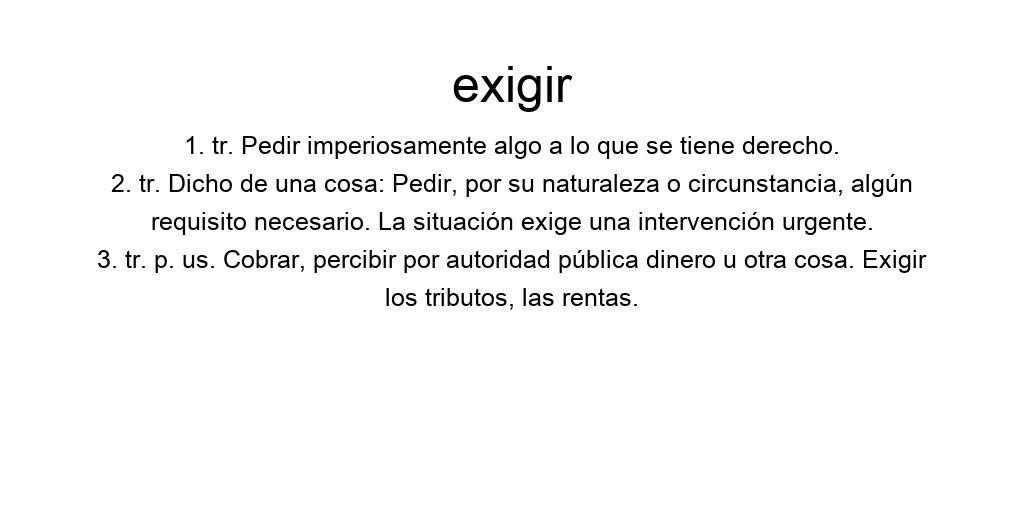 exigir
1. tr. Pedir imperiosamente algo a lo que se tiene derecho.
2. tr. Dicho de una cosa: Pedir, por su naturaleza o circunstancia, algún
requisito necesario. La situación exige una intervención urgente.
3. tr. p. us. Cobrar, percibir por autoridad pública dinero u otra cosa. Exigir
los tributos, las rentas.